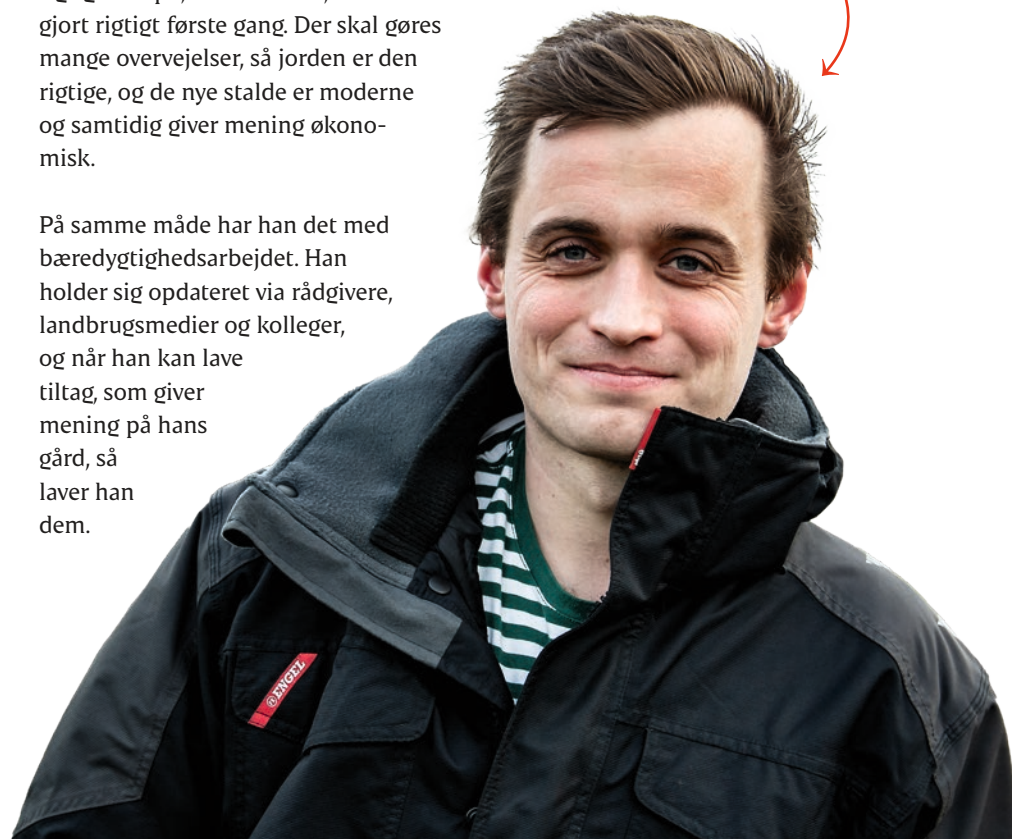 gjort rigtigt første gang. Der skal gøres
mange overvejelser, så jorden er den
rigtige, og de nye stalde er moderne
og samtidig giver mening økono-
misk.
På samme måde har han det med
bæredygtighedsarbejdet. Han
holder sig opdateret via rådgivere,
landbrugsmedier og kolleger,
og når han kan lave
tiltag, som giver
mening på hans
gård, så
laver han
dem.
ENGEL